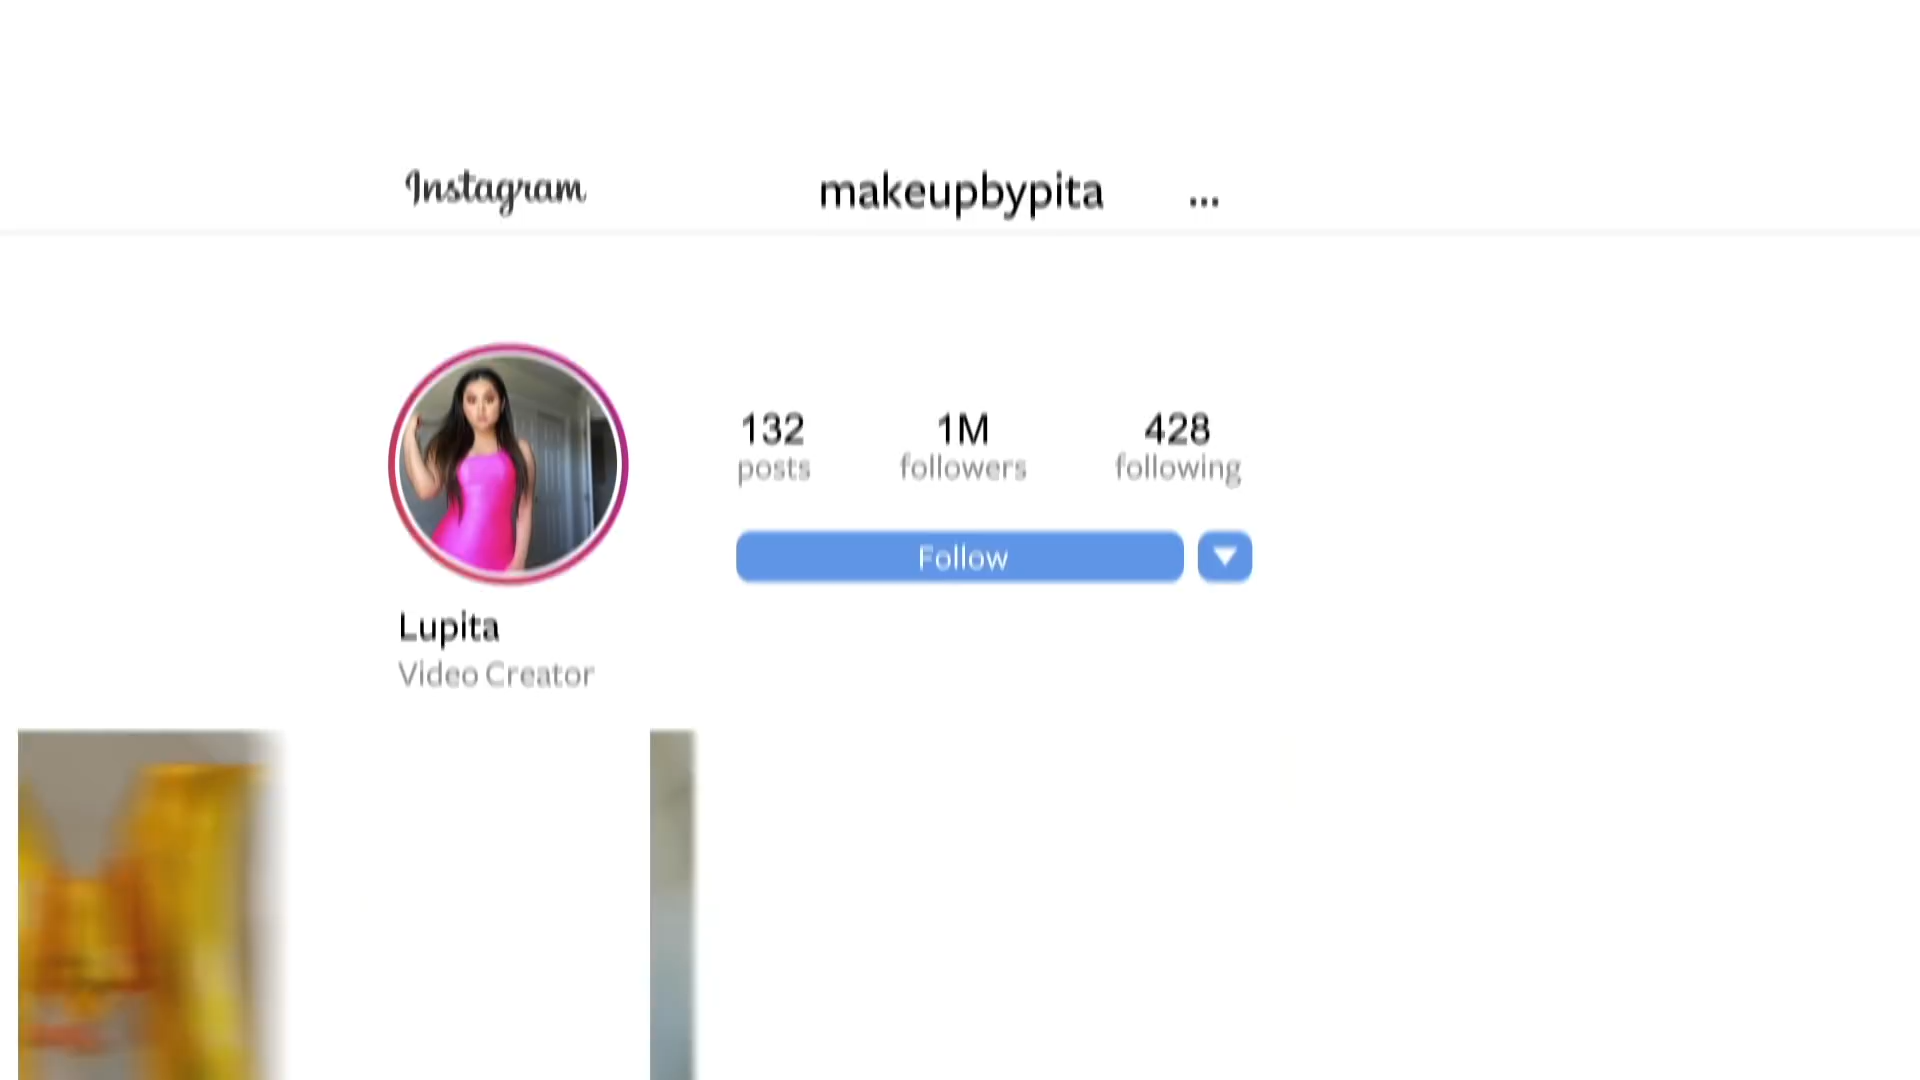 Instagram
makeupbypita
...
132
1M
428
posts
followers
following
Follow
Lupita
Video Creator